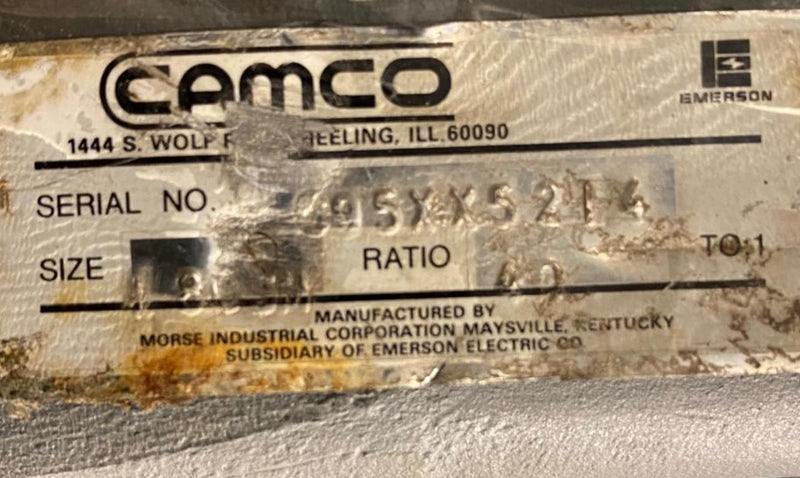 CAMCO
EMERSON
1444 S. WOLF HEELING, ILL.60090
SERIAL NO.
SIZE RATIO TO:1
MANUFACTURED BY
MORSE INDUSTRIAL CORPORATION MAYSVILLE, KENTUCKY
SUBSIDIARY OF EMERSON ELECTRIC CO.